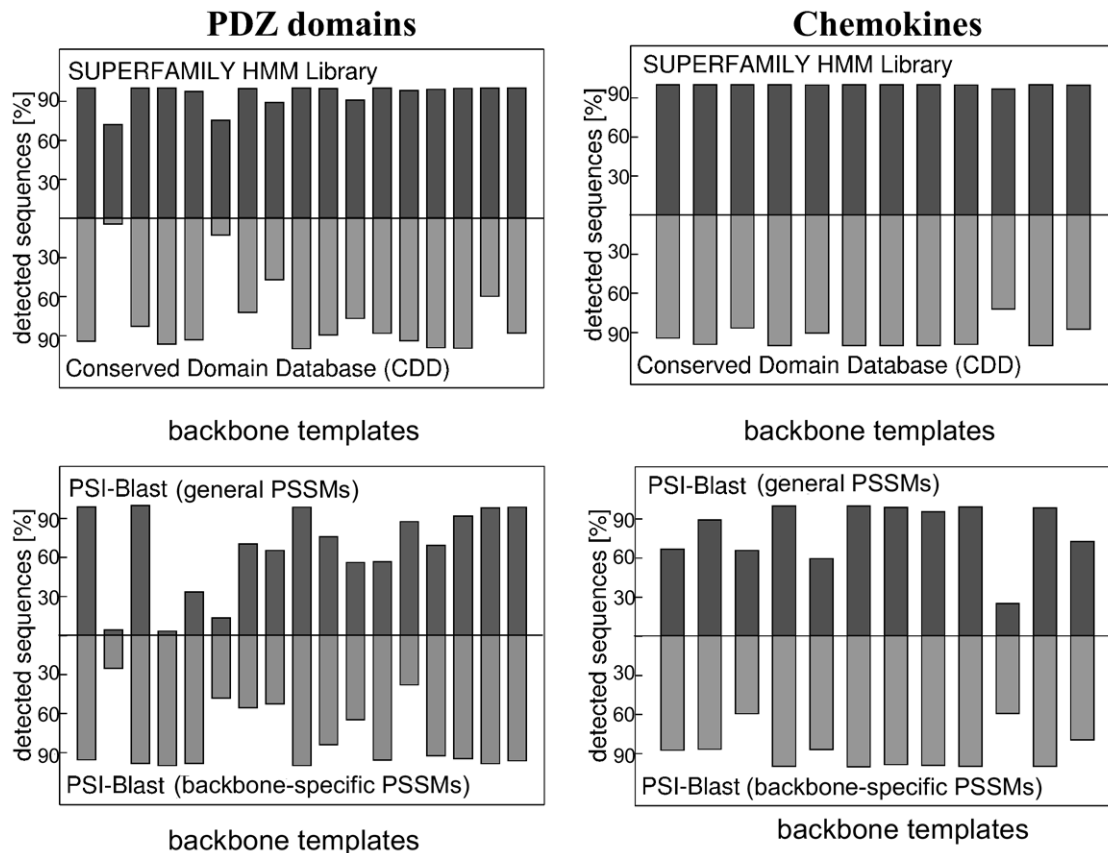 PDZ domains
SUPERFAMILY HMM Library
detected sequences [%]
90
60
30
30
60
90
Conserved Domain Database (CDD)
backbone templates
Chemokines
SUPERFAMILY HMM Library
detected sequences [%]
90
60
30
30
60
90
Conserved Domain Database (CDD)
backbone templates
PSI-Blast (general PSSMs)
detected sequences [%]
90
60
30
30
60
90
PSI-Blast (backbone-specific PSSMs)
backbone templates
PSI-Blast (general PSSMs)
detected sequences [%]
90
60
30
30
60
90
PSI-Blast (backbone-specific PSSMs)
backbone templates